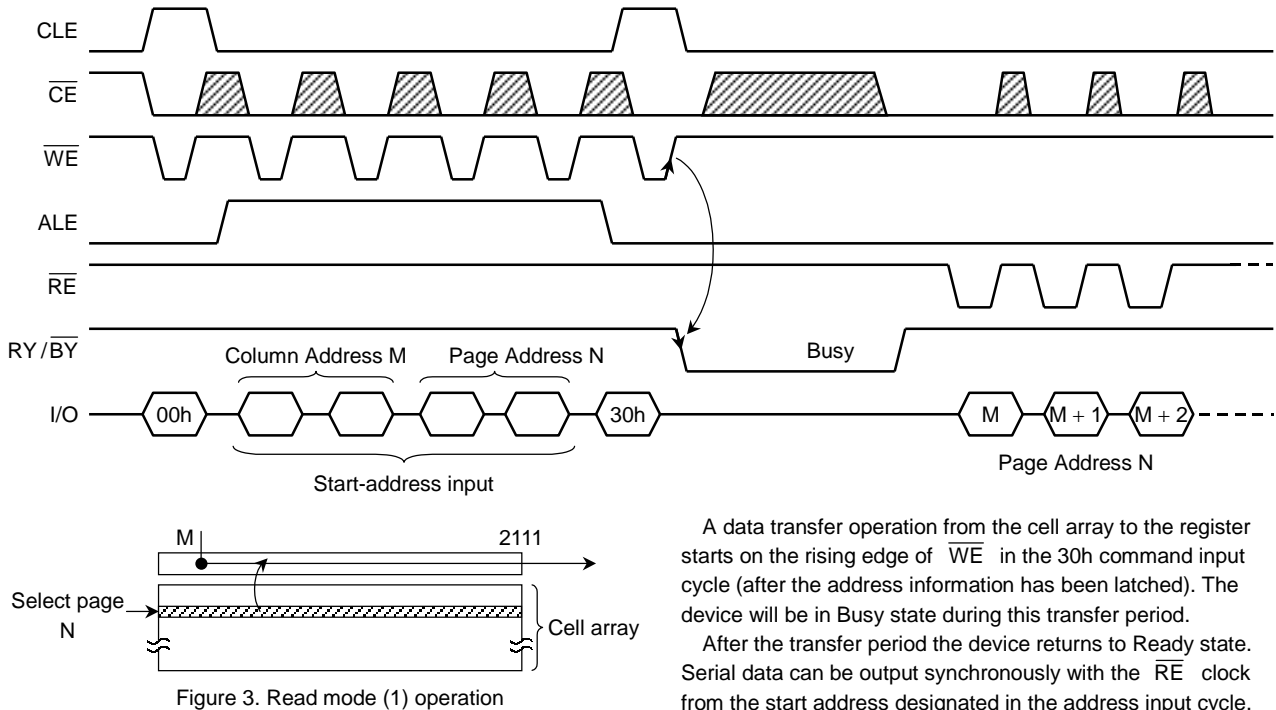 CLE
CE
WE
ALE
RE
RY/BY
Busy
Column Address M
Page Address N
I/O
00h
30h
M
M + 1
M + 2
Start-address input
Page Address N
M
2111
Select page
N
Cell array
Figure 3. Read mode (1) operation
A data transfer operation from the cell array to the register
starts on the rising edge of WE in the 30h command input
cycle (after the address information has been latched). The
device will be in Busy state during this transfer period.
After the transfer period the device returns to Ready state.
Serial data can be output synchronously with the RE clock
from the start address designated in the address input cycle.